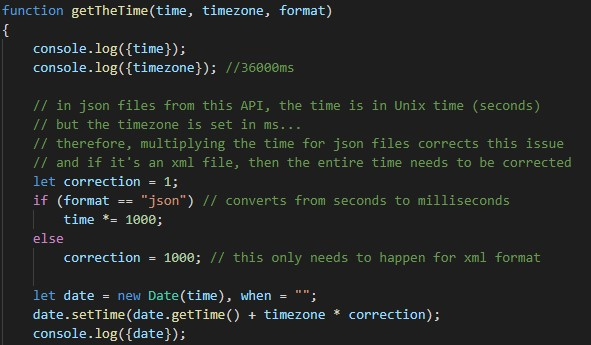 function getTheTime(time, timezone, format)
{
    console.log({time});
    console.log({timezone}); //36000ms
    // in json files from this API, the time is in Unix time (seconds)
    // but the timezone is set in ms...
    // therefore, multiplying the time for json files corrects this issue
    // and if it's an xml file, then the entire time needs to be corrected
    let correction = 1;
    if (format == "json") // converts from seconds to milliseconds
        time *= 1000;
    else
        correction = 1000; // this only needs to happen for xml format
    let date = new Date(time), when = "";
    date.setTime(date.getTime() + timezone * correction);
    console.log({date});